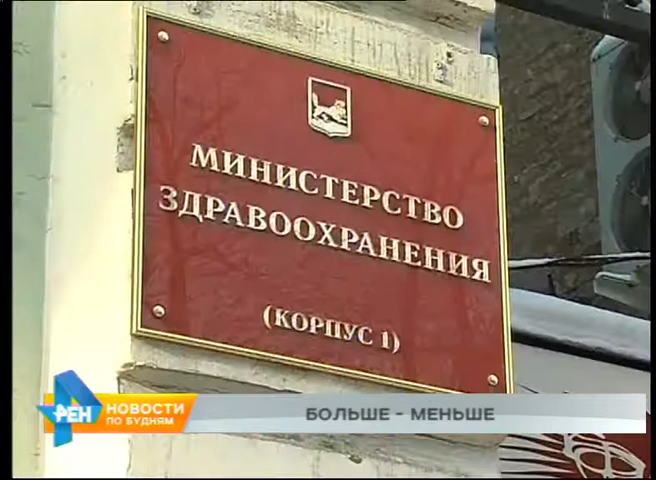 МИНИСТЕРСТВО
ЗДРАВООХРАНЕНИЯ
(КОРПУС 1)
РЕН
НОВОСТИ
ПО БУДНЯМ
БОЛЬШЕ - МЕНЬШЕ